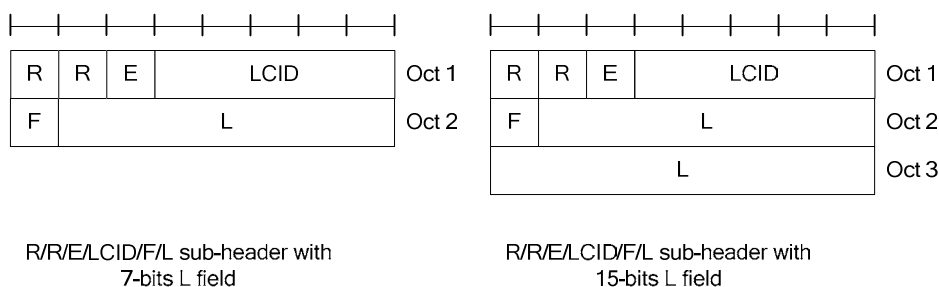 R R E LCID Oct 1
F L Oct 2
R/R/E/LCID/F/L sub-header with
7-bits L field
R R E LCID Oct 1
F L Oct 2
L Oct 3
R/R/E/LCID/F/L sub-header with
15-bits L field